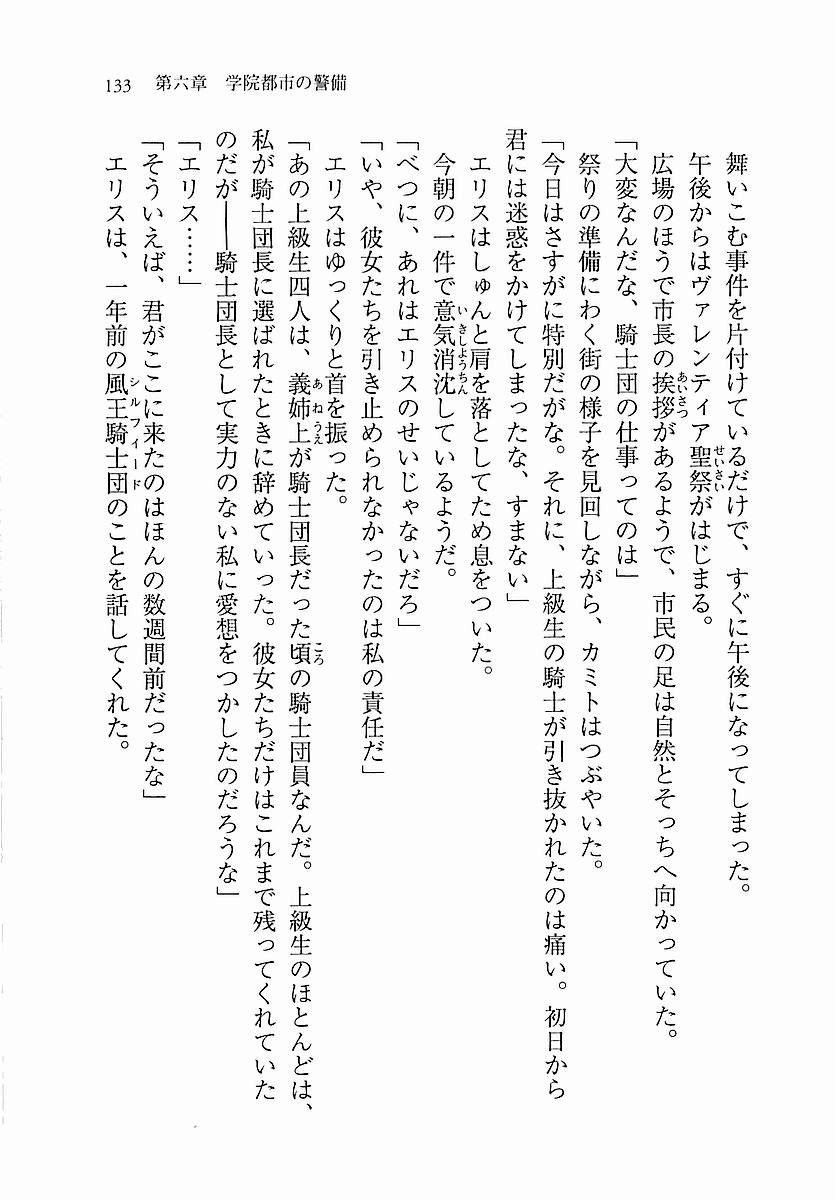 133　第六章　学院都市の警備
舞いこむ事件を片付けているだけで、すぐに午後になってしまった。
午後からはヴァレンティア聖祭がはじまる。
広場のほうで市長の挨拶があるようで、市民の足は自然とそっちへ向かっていた。
「大変なんだな、騎士団の仕事ってのは」
祭りの準備にわく街の様子を見回しながら、カミトはつぶやいた。
「今日はさすがに特別だがな。それに、上級生の騎士が引き抜かれたのは痛い。初日から
君には迷惑をかけてしまったな、すまない」
エリスはしゅんと肩を落としてため息をついた。
今朝の一件で意気消沈しているようだ。
「べつに、あれはエリスのせいじゃないだろ」
「いや、彼女たちを引き止められなかったのは私の責任だ」
エリスはゆっくりと首を振った。
「あの上級生四人は、義姉上が騎士団長だった頃の騎士団員なんだ。上級生のほとんどは、
私が騎士団長に選ばれたときに辞めていった。彼女たちだけはこれまで残ってくれていた
のだが――騎士団長として実力のない私に愛想をつかしたのだろうな」
「エリス……」
「そういえば、君がここに来たのはほんの数週間前だったな」
エリスは、一年前の風王騎士団のことを話してくれた。